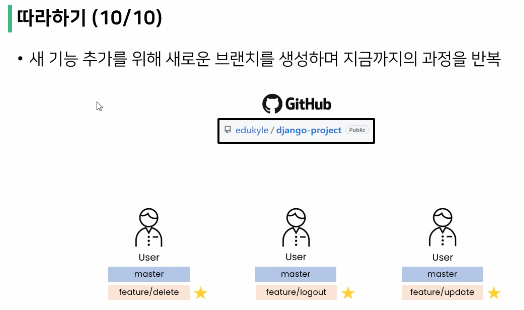 따라하기 (10/10)
• 새 기능 추가를 위해 새로운 브랜치를 생성하며 지금까지의 과정을 반복
GitHub
edukyle / django-project Public
User User User
master master master
feature/delete feature/logout feature/update